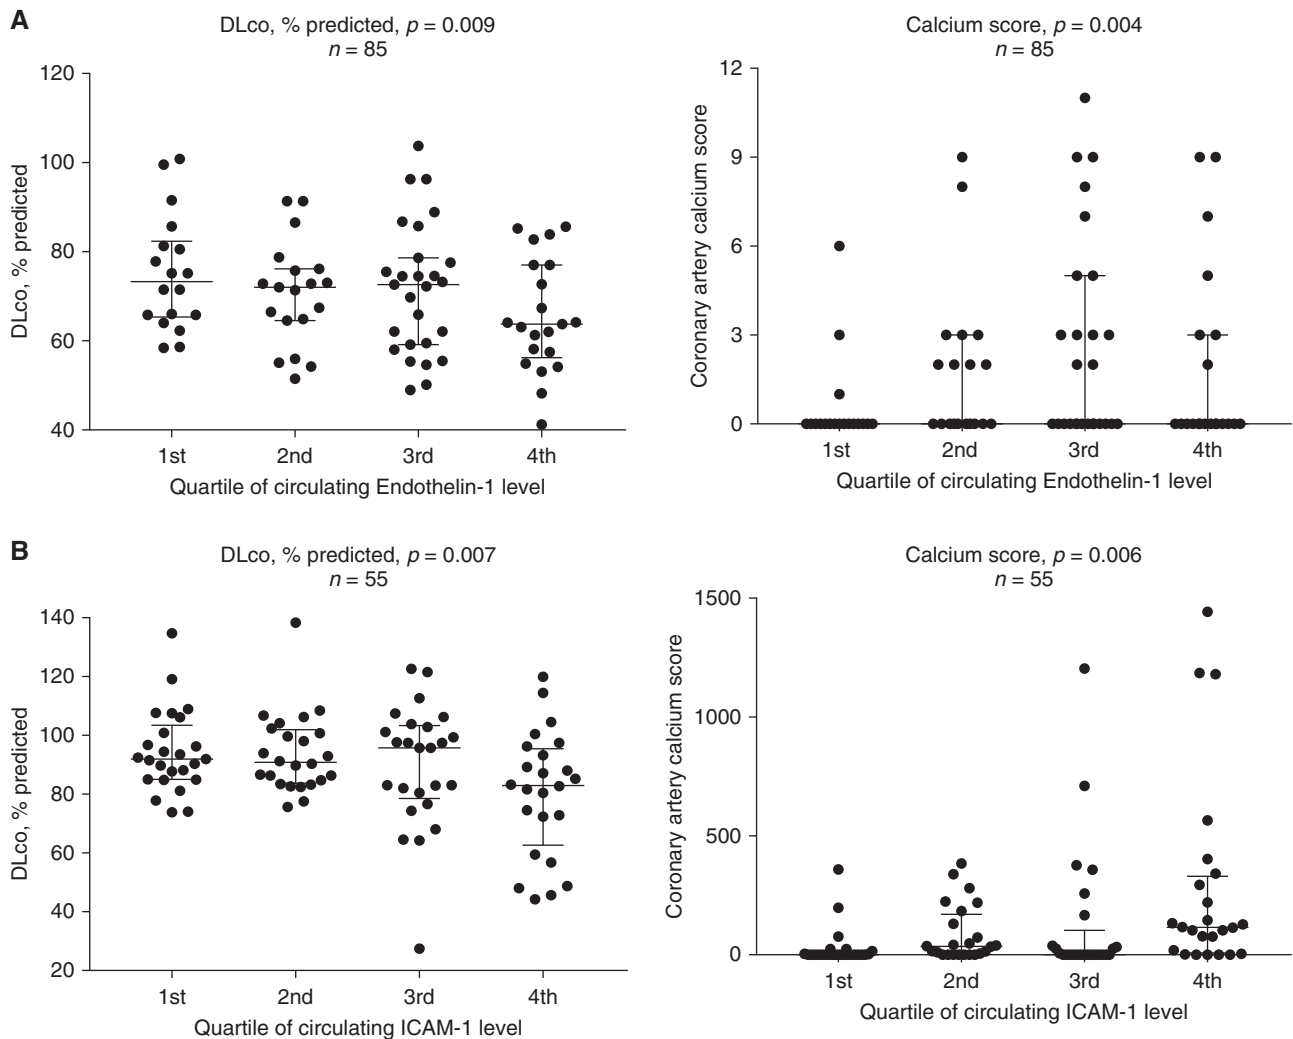 A
DLco, % predicted, p = 0.009
n = 85
120
100
80
60
40
DLco, % predicted
1st 2nd 3rd 4th
Quartile of circulating Endothelin-1 level
Calcium score, p = 0.004
n = 85
12
9
6
3
0
Coronary artery calcium score
1st 2nd 3rd 4th
Quartile of circulating Endothelin-1 level
B
DLco, % predicted, p = 0.007
n = 55
140
120
100
80
60
40
20
DLco, % predicted
1st 2nd 3rd 4th
Quartile of circulating ICAM-1 level
Calcium score, p = 0.006
n = 55
1500
1000
500
0
Coronary artery calcium score
1st 2nd 3rd 4th
Quartile of circulating ICAM-1 level